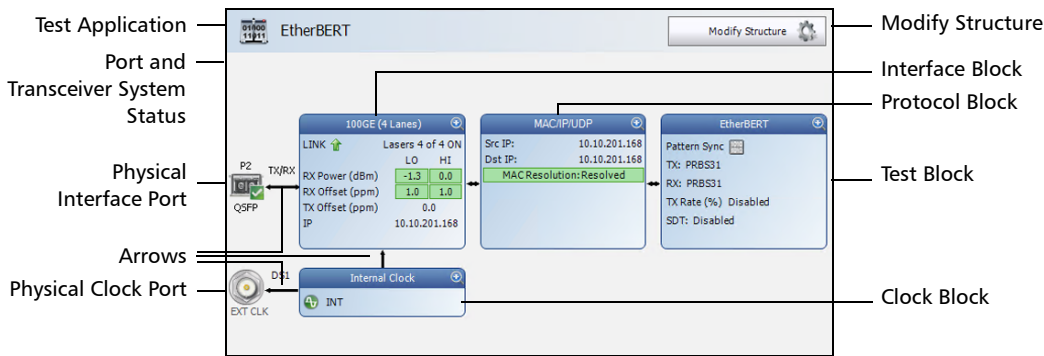 Test Application
Port and
Transceiver System
Status
Physical
Interface Port
Arrows
Physical Clock Port
01000
11011
EtherBERT
Modify Structure
P2
TX/RX
QSFP
100GE (4 Lanes)
LINK Lasers 4 of 4 ON
LO HI
RX Power (dBm) -1.3 0.0
RX Offset (ppm) 1.0 1.0
TX Offset (ppm) 0.0
IP 10.10.201.168
MAC/IP/UDP
Src IP: 10.10.201.168
Dst IP: 10.10.201.168
MAC Resolution: Resolved
EtherBERT
Pattern Sync
TX: PRBS31
RX: PRBS31
TX Rate (%) Disabled
SDT: Disabled
DS1
EXT CLK
Internal Clock
INT
Modify Structure
Interface Block
Protocol Block
Test Block
Clock Block